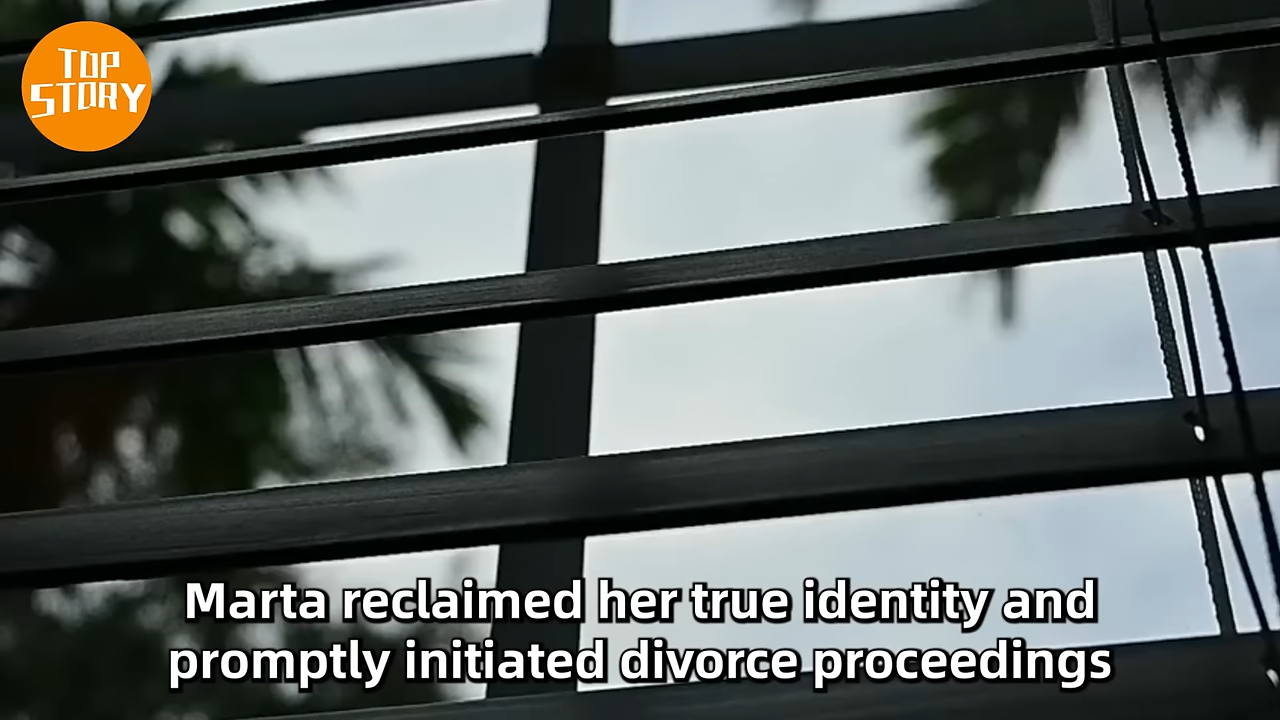 TOP
STORY
Marta reclaimed her true identity and
promptly initiated divorce proceedings